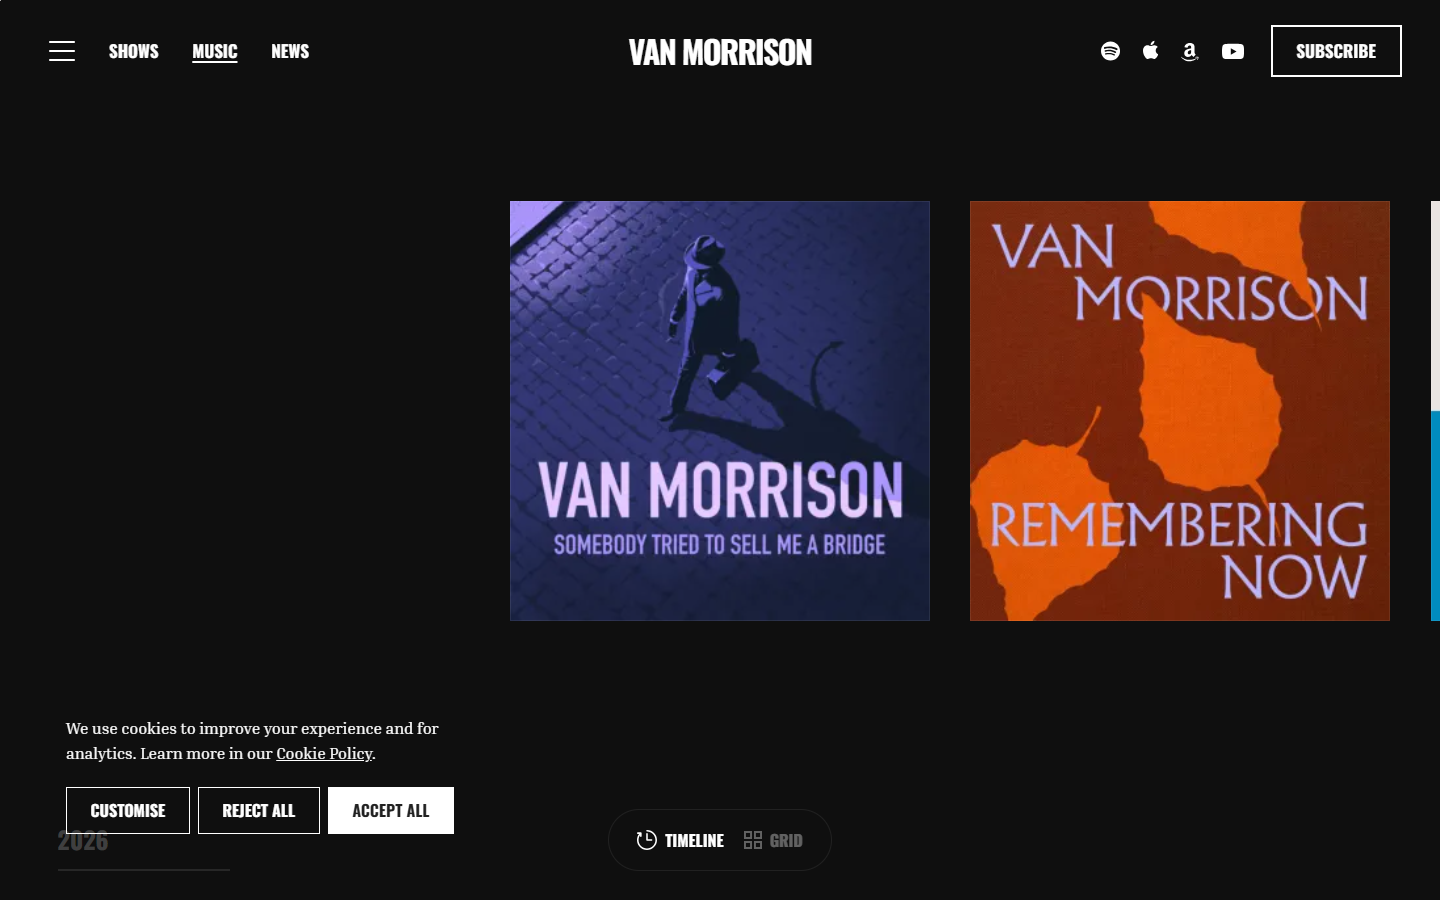 SHOWS
MUSIC
NEWS
VAN MORRISON
SUBSCRIBE
VAN MORRISON
SOMEBODY TRIED TO SELL ME A BRIDGE
VAN
MORRISON
REMEMBERING
NOW
We use cookies to improve your experience and for
analytics. Learn more in our Cookie Policy.
CUSTOMISE
REJECT ALL
ACCEPT ALL
2026
TIMELINE
GRID